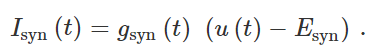 I_syn (t) = g_syn (t) (u (t) − E_syn) .